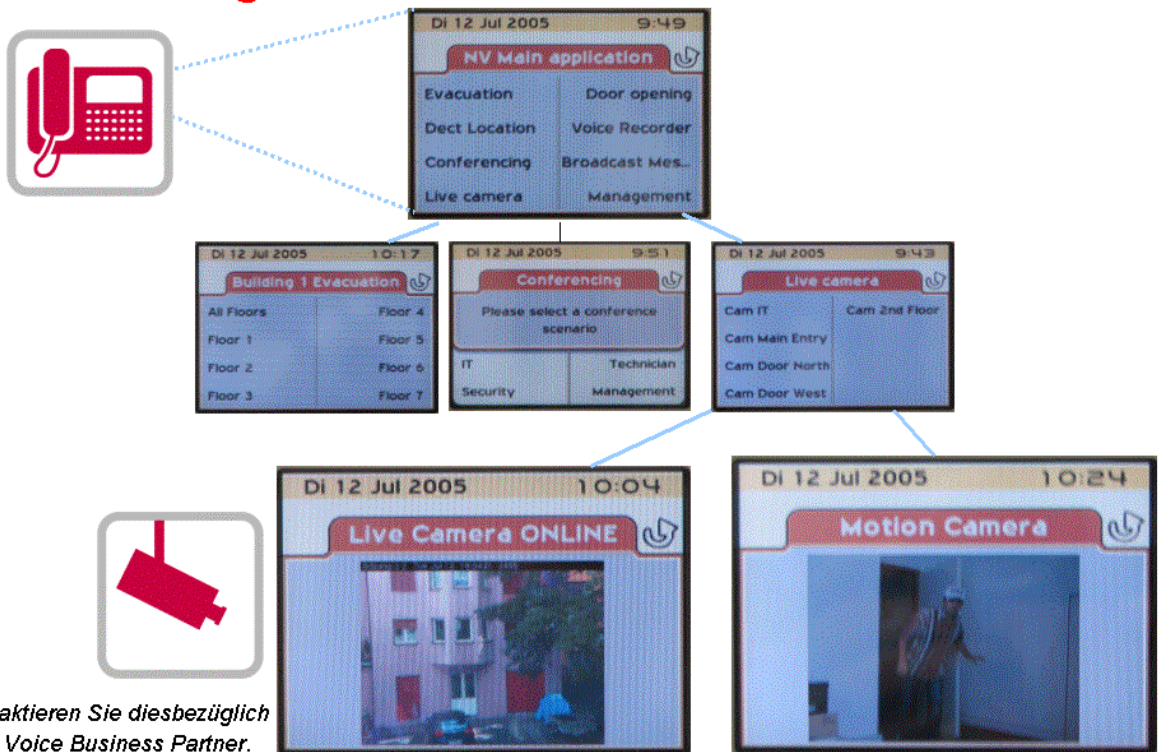 Di 12 Jul 2005 9:49
NV Main application
Evacuation Door opening
Dect Location Voice Recorder
Conferencing Broadcast Mes...
Live camera Management
Di 12 Jul 2005 10:17
Building 1 Evacuation
All Floors Floor 4
Floor 1 Floor 5
Floor 2 Floor 6
Floor 3 Floor 7
Di 12 Jul 2005 9:51
Conferencing
Please select a conference
scenario
IT Technician
Security Management
Di 12 Jul 2005 9:43
Live camera
Cam IT Cam 2nd Floor
Cam Main Entry
Cam Door North
Cam Door West
Di 12 Jul 2005 10:04
Live Camera ONLINE
Di 12 Jul 2005 10:24
Motion Camera
aktieren Sie diesbezüglich
Voice Business Partner.